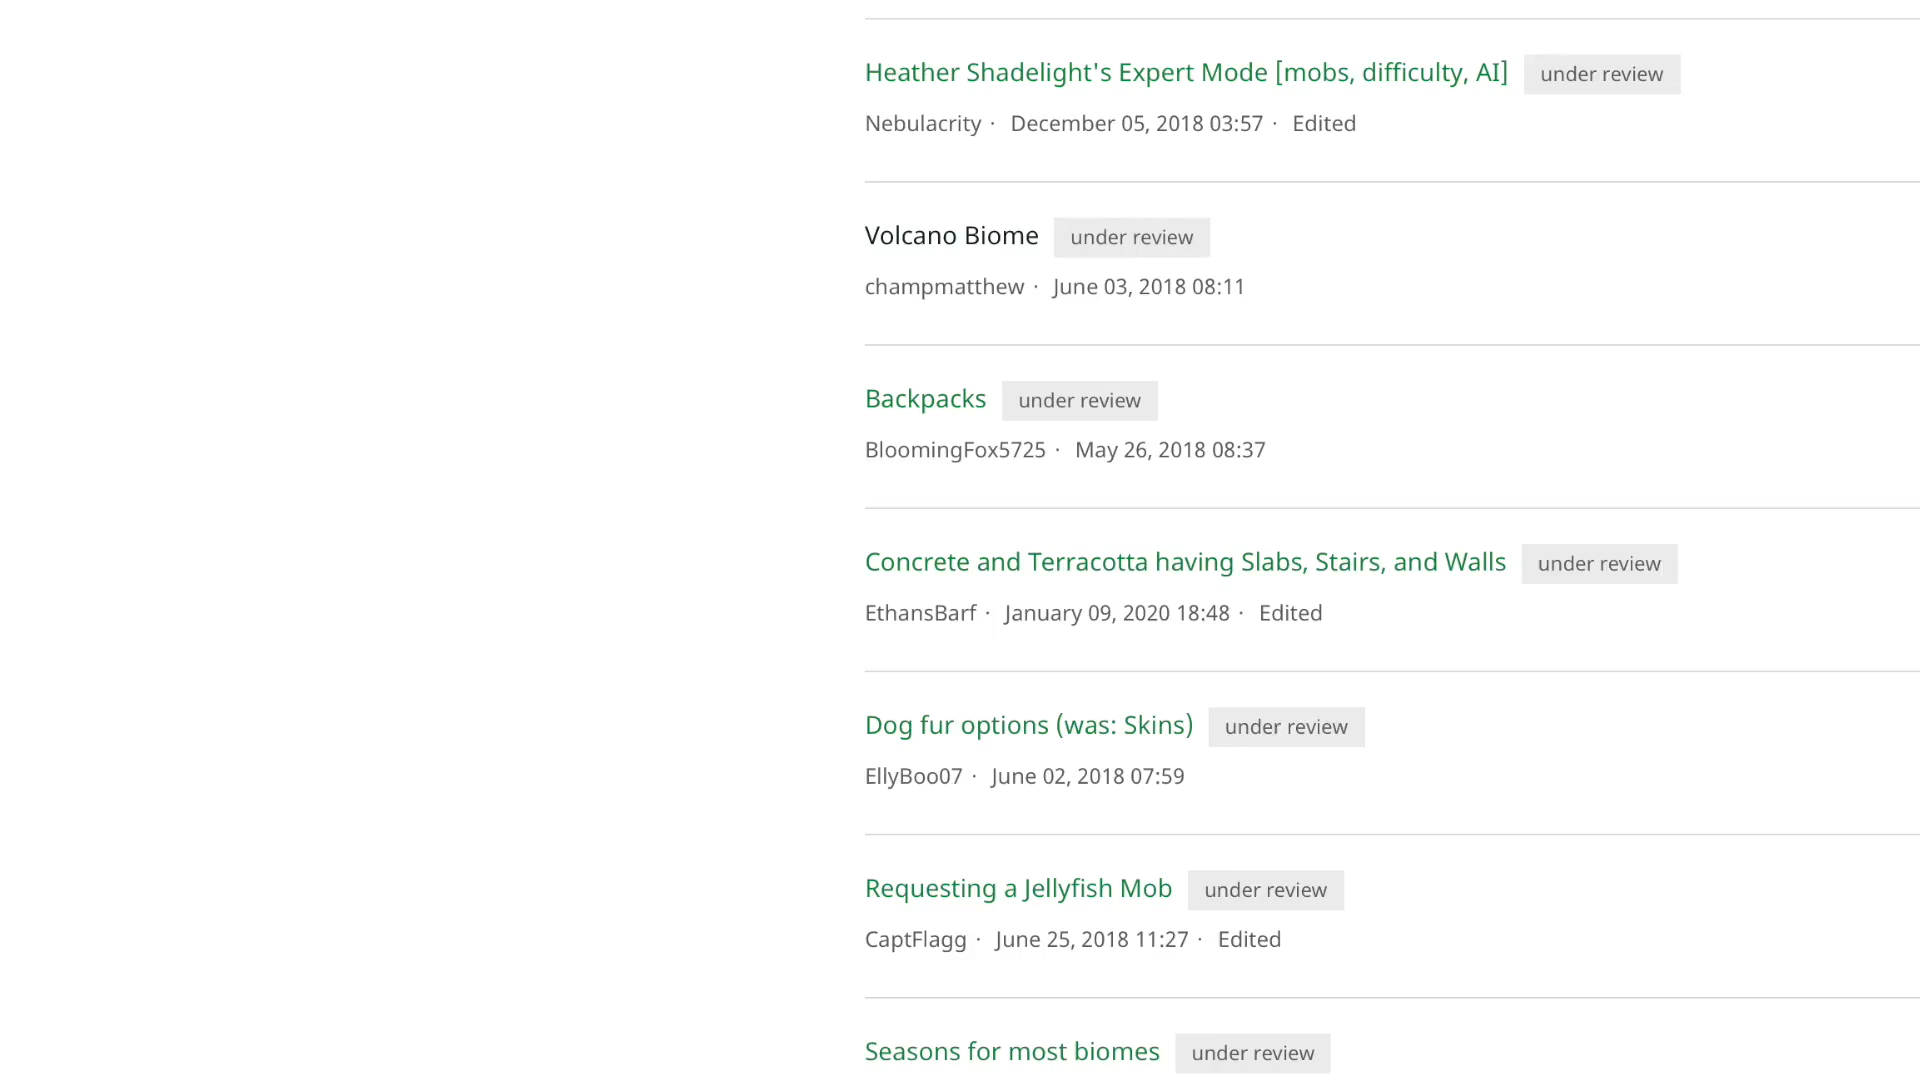 Heather Shadelight's Expert Mode [mobs, difficulty, AI] under review
Nebulacrity · December 05, 2018 03:57 · Edited
Volcano Biome under review
champmatthew · June 03, 2018 08:11
Backpacks under review
BloomingFox5725 · May 26, 2018 08:37
Concrete and Terracotta having Slabs, Stairs, and Walls under review
EthansBarf · January 09, 2020 18:48 · Edited
Dog fur options (was: Skins) under review
EllyBoo07 · June 02, 2018 07:59
Requesting a Jellyfish Mob under review
CaptFlagg · June 25, 2018 11:27 · Edited
Seasons for most biomes under review